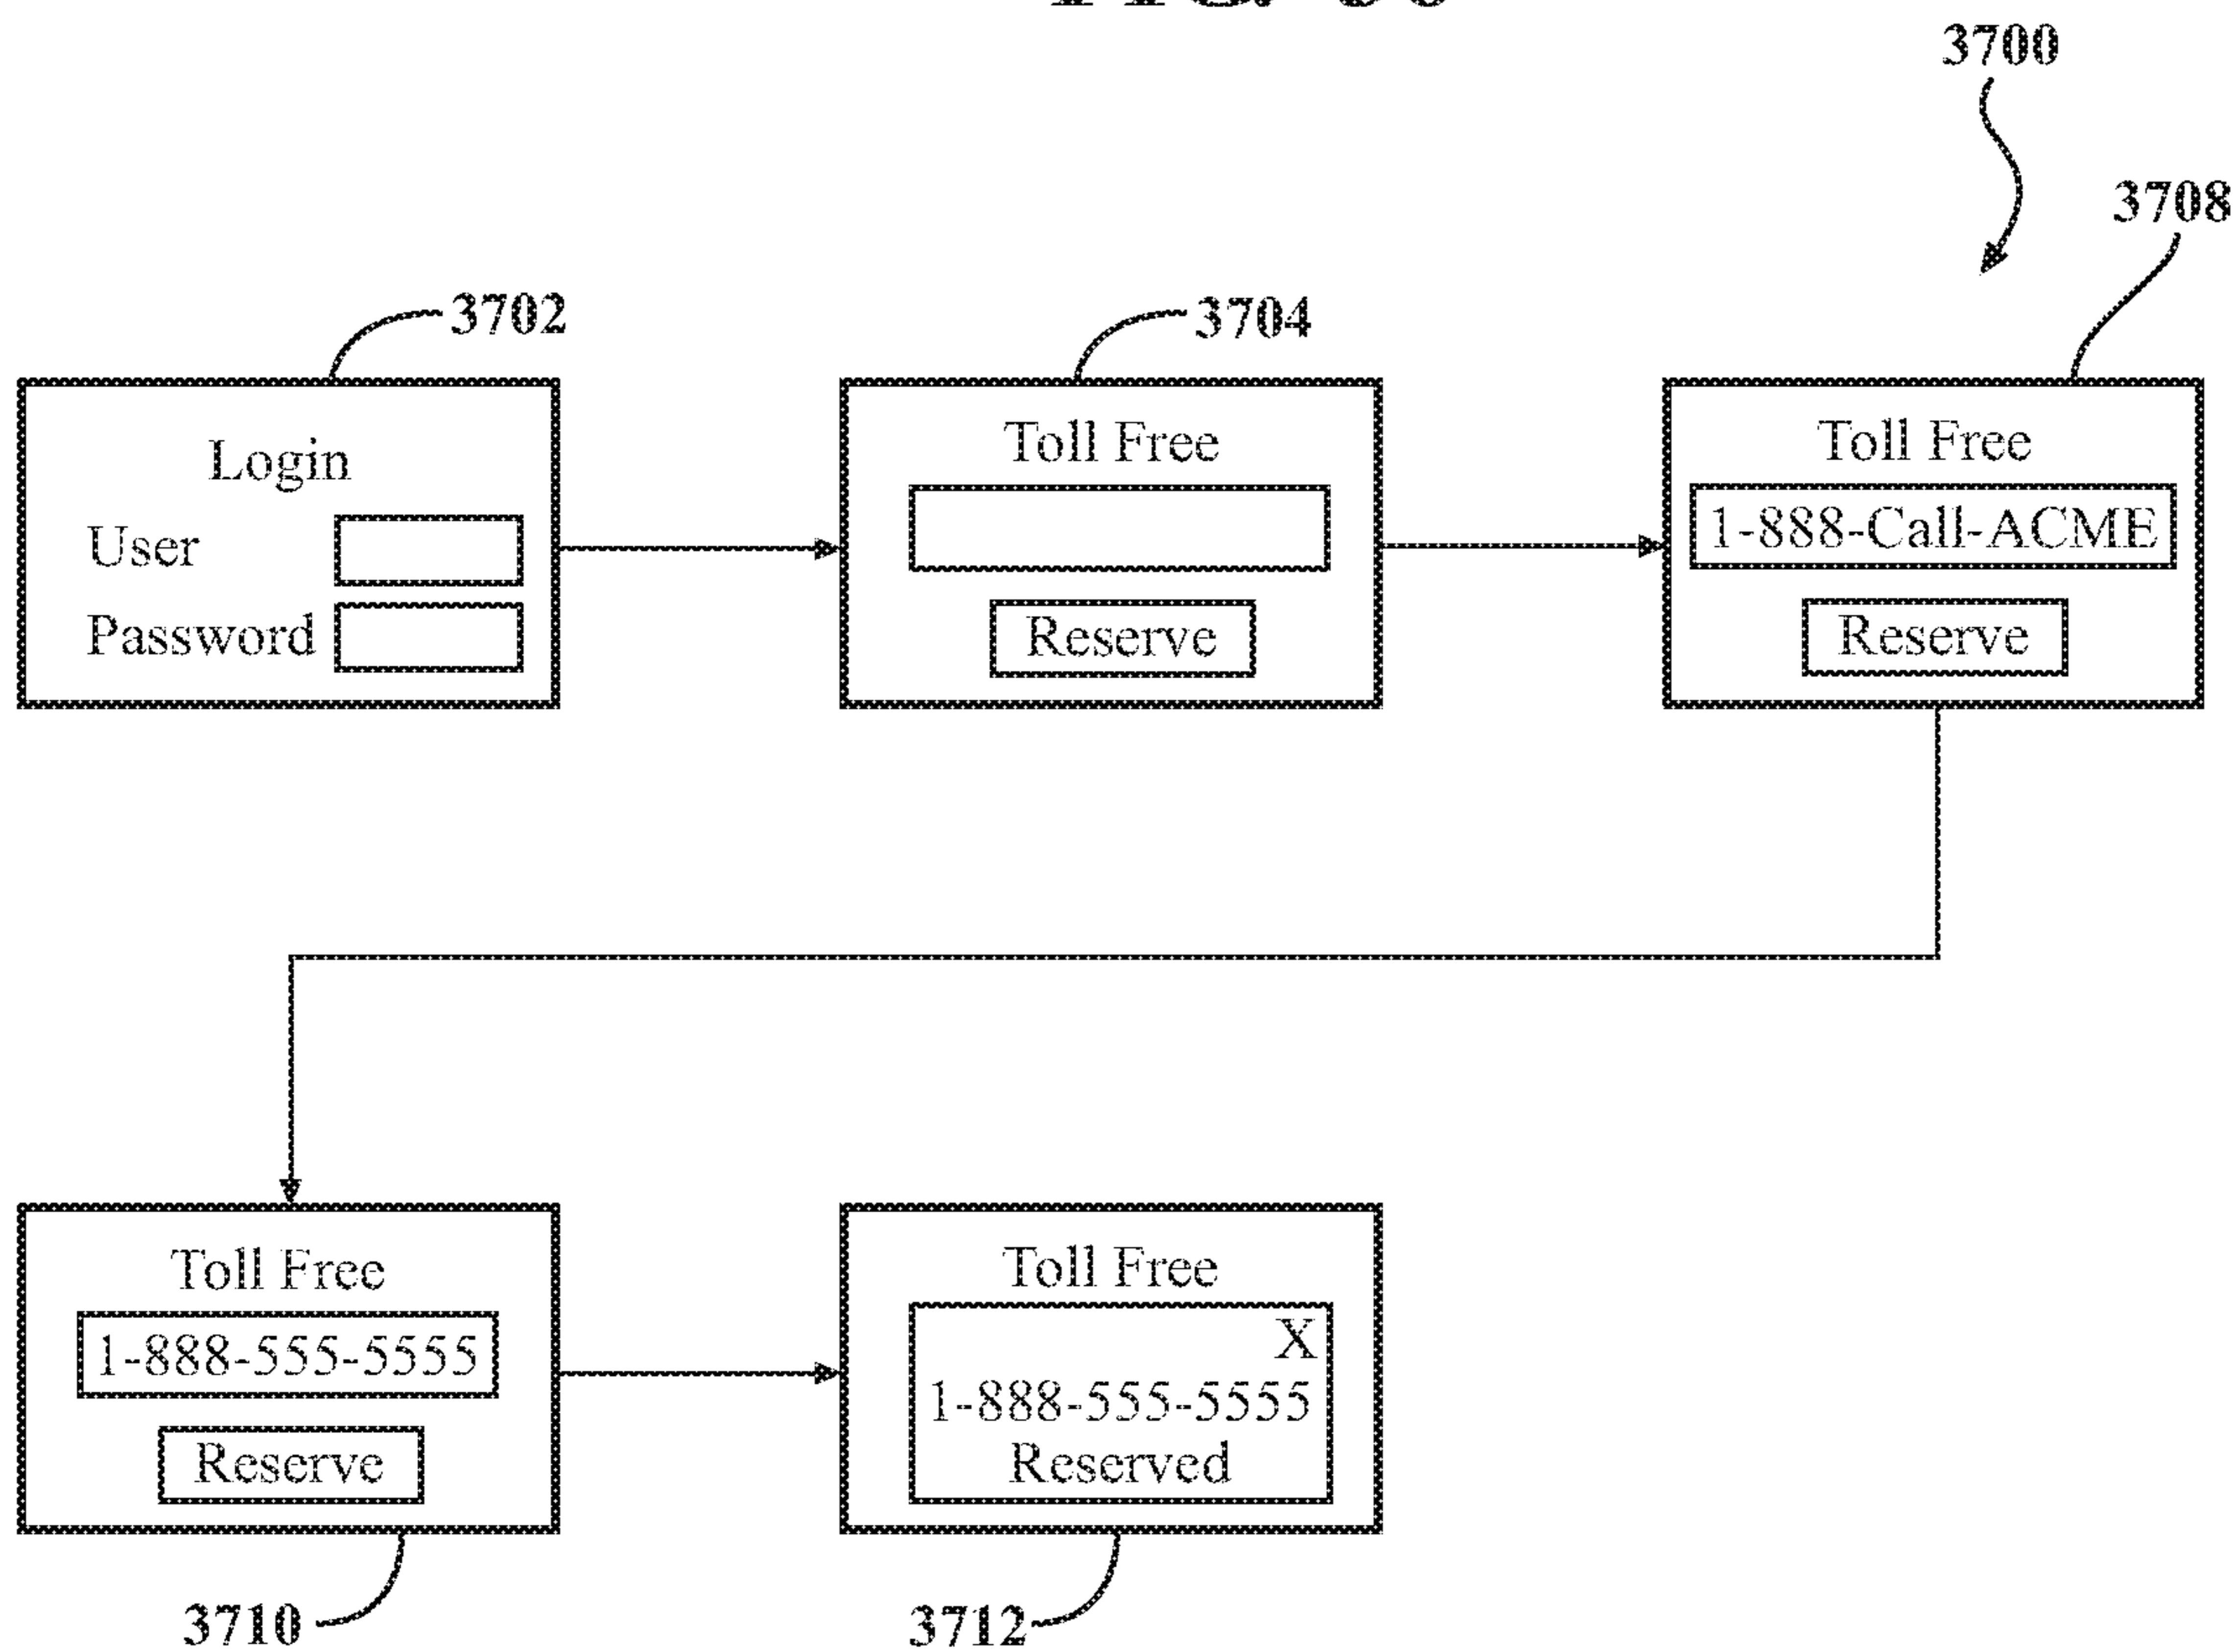 3700
3708
3702
3704
Login
User
Password
Toll Free
Reserve
Toll Free
1-888-Call-ACME
Reserve
Toll Free
1-888-555-5555
Reserve
Toll Free
X
1-888-555-5555
Reserved
3710
3712